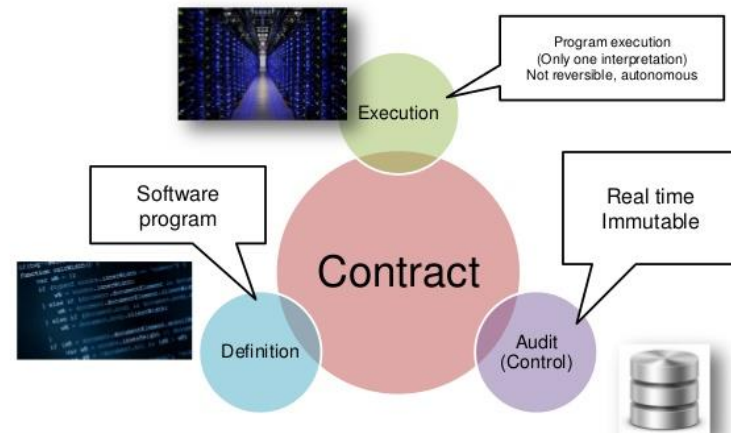 Program execution
(Only one interpretation)
Not reversible, autonomous
Execution
Software
program
Real time
Immutable
Contract
Definition
Audit
(Control)